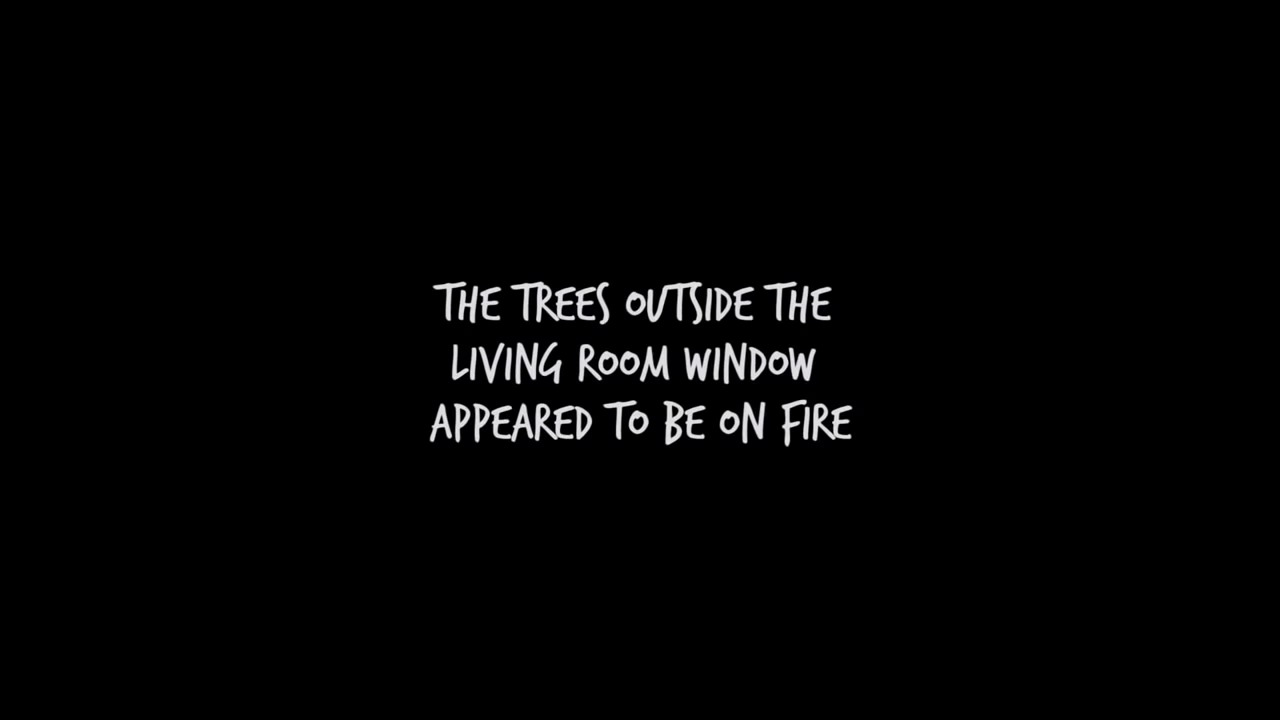 THE TREES OUTSIDE THE
LIVING ROOM WINDOW
APPEARED TO BE ON FIRE